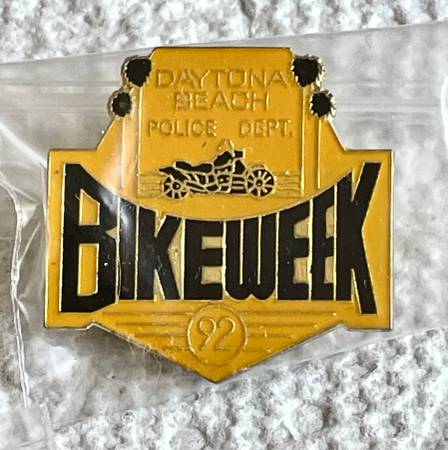 DAYTONA
BEACH
POLICE DEPT.
BIKEWEEK
92